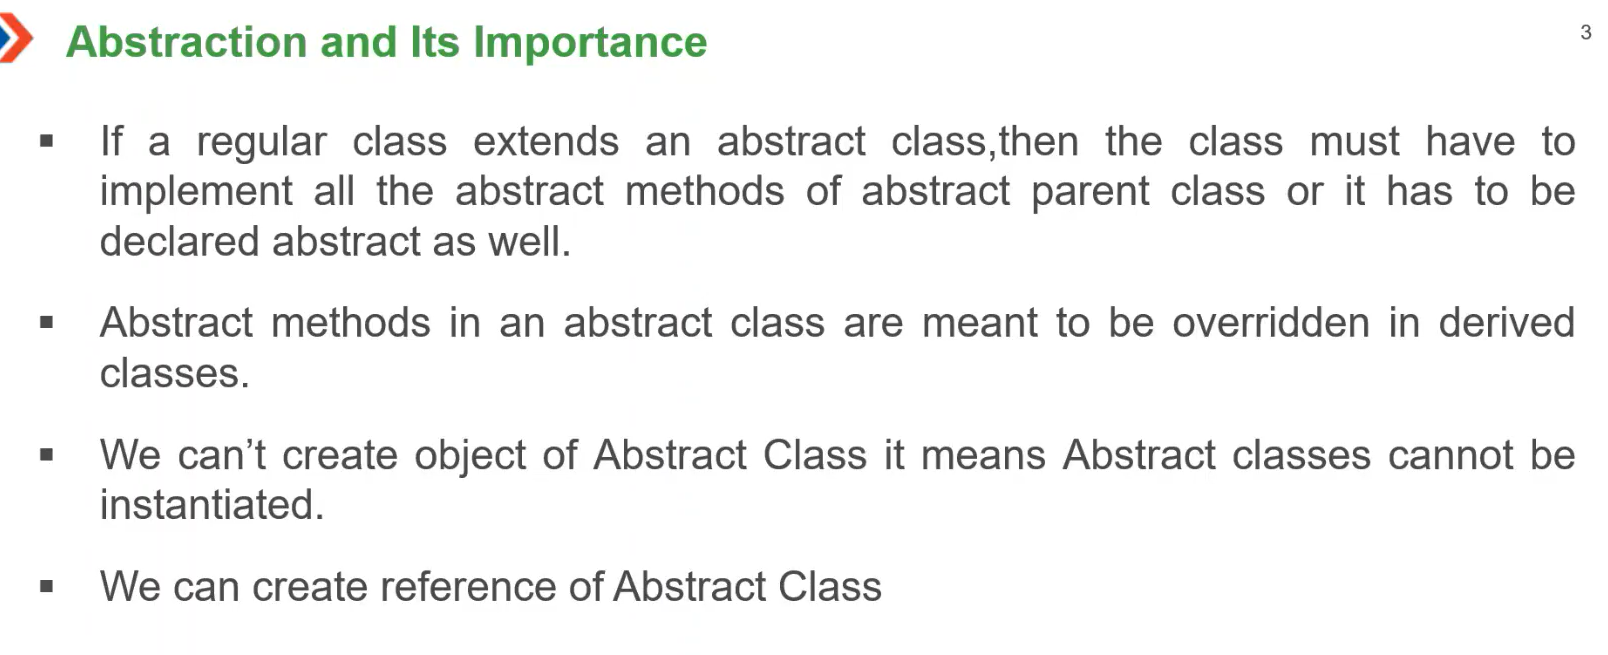 Abstraction and Its Importance
3
▪ If a regular class extends an abstract class,then the class must have to
implement all the abstract methods of abstract parent class or it has to be
declared abstract as well.
▪ Abstract methods in an abstract class are meant to be overridden in derived
classes.
▪ We can’t create object of Abstract Class it means Abstract classes cannot be
instantiated.
▪ We can create reference of Abstract Class